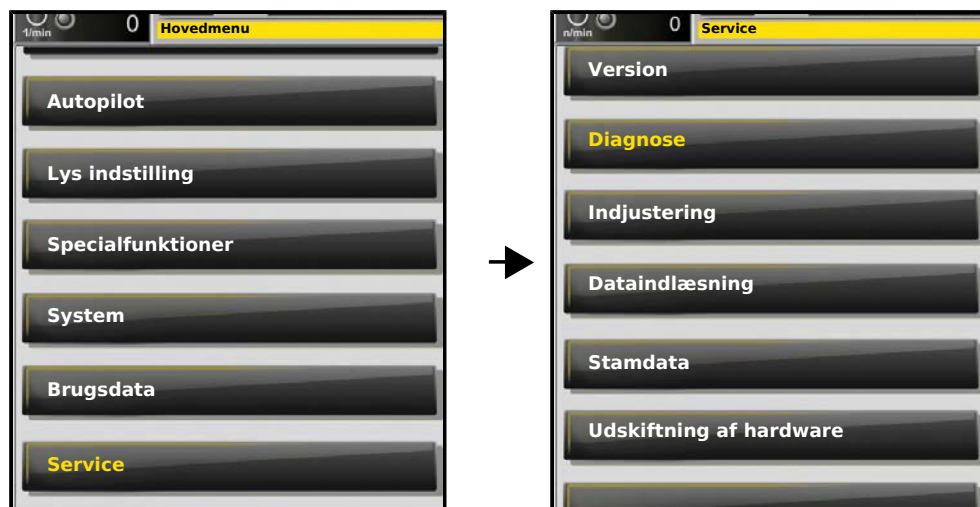 1/min
0
Hovedmenu
Autopilot
Lys indstilling
Specialfunktioner
System
Brugsdata
Service
n/min
0
Service
Version
Diagnose
Indjustering
Dataindlæsning
Stamdata
Udskiftning af hardware